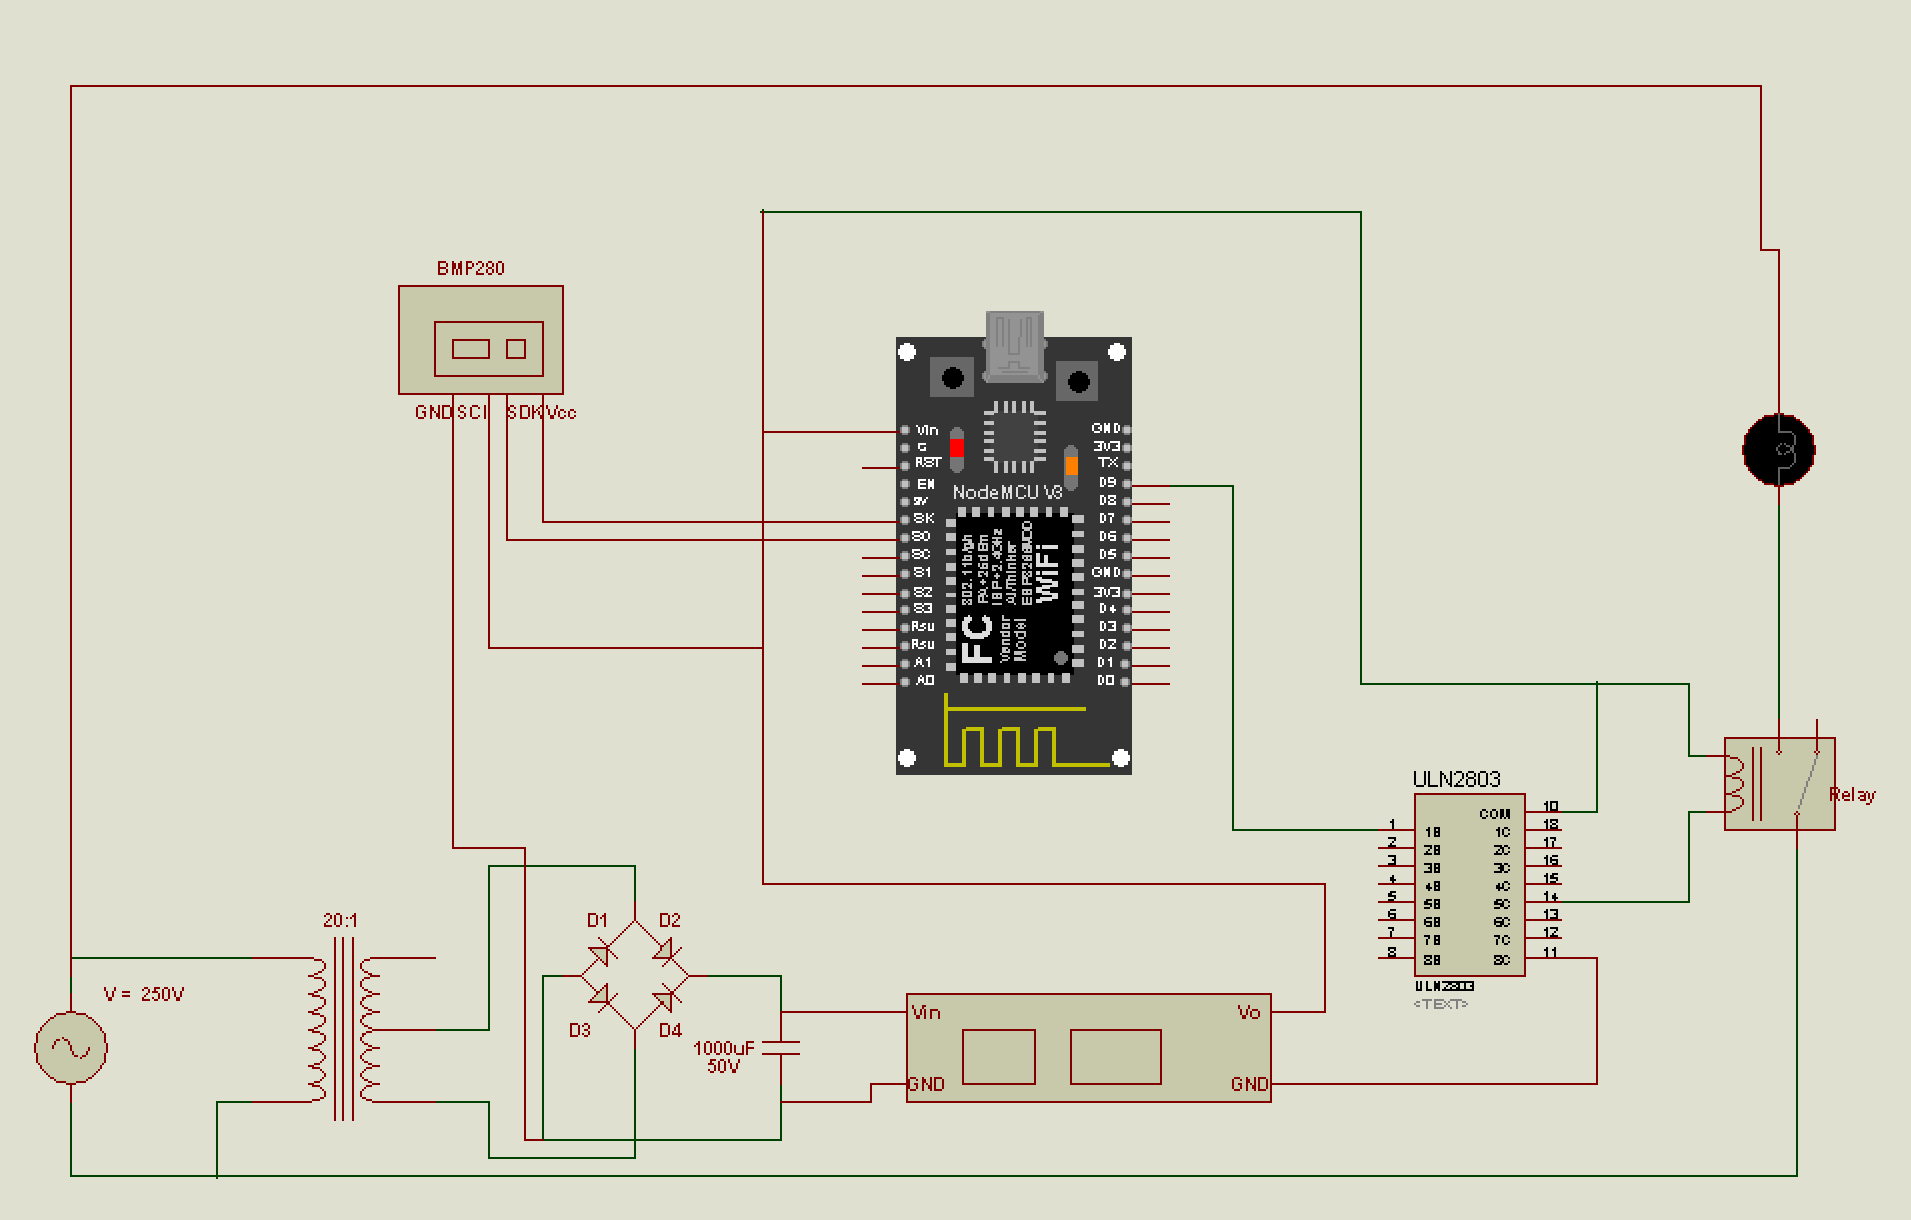 BMP280
GND SCI SDK Vcc
Vin
G
RST
EN
3V
SK
SO
SC
S1
S2
S3
Rsu
Rsu
A1
A0
GND
3V3
TX
D9
D8
D7
D6
D5
GND
3V3
D4
D3
D2
D1
D0
NodeMCU V3
802.11b/g/n
PA +25dBm
ISP+2.4GHz
AI/Thinker
WiFi
FC
Vendor
Model
ULN2803
1 1B
2 2B
3 3B
4 4B
5 5B
6 6B
7 7B
8 8B
COM 10
1C 18
2C 17
3C 16
4C 15
5C 14
6C 13
7C 12
8C 11
ULN2803
<TEXT>
Relay
20:1
V = 250V
D1 D2
D3 D4
1000uF
50V
Vin Vo
GND GND